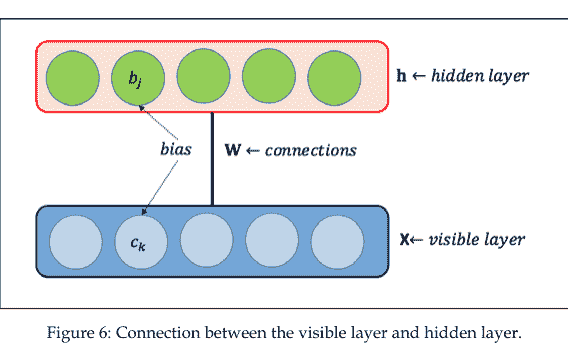 b_j
h ← hidden layer
bias
W ← connections
c_k
X← visible layer
Figure 6: Connection between the visible layer and hidden layer.